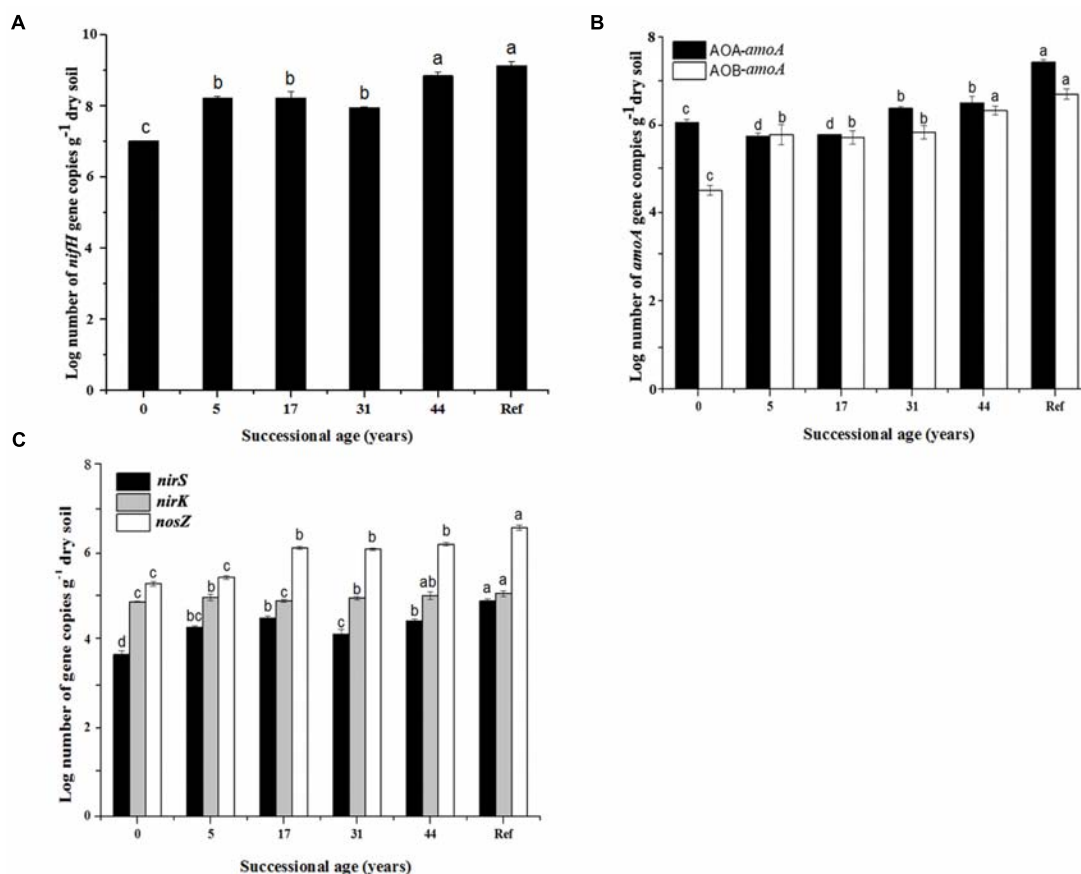 A
Log number of nifH gene copies g⁻¹ dry soil
10
8
6
4
2
0
c
b
b
b
a
a
0 5 17 31 44 Ref
Successional age (years)
B
Log number of amoA gene compies g⁻¹ dry soil
8
6
4
2
0
AOA-amoA
AOB-amoA
c
c
d
b
d
b
b
b
b
a
a
a
0 5 17 31 44 Ref
Successional age (years)
C
Log number of gene copies g⁻¹ dry soil
8
6
4
2
0
nirS
nirK
nosZ
d
c
c
bc
b
c
b
c
b
c
b
b
b
ab
b
a
a
a
0 5 17 31 44 Ref
Successional age (years)